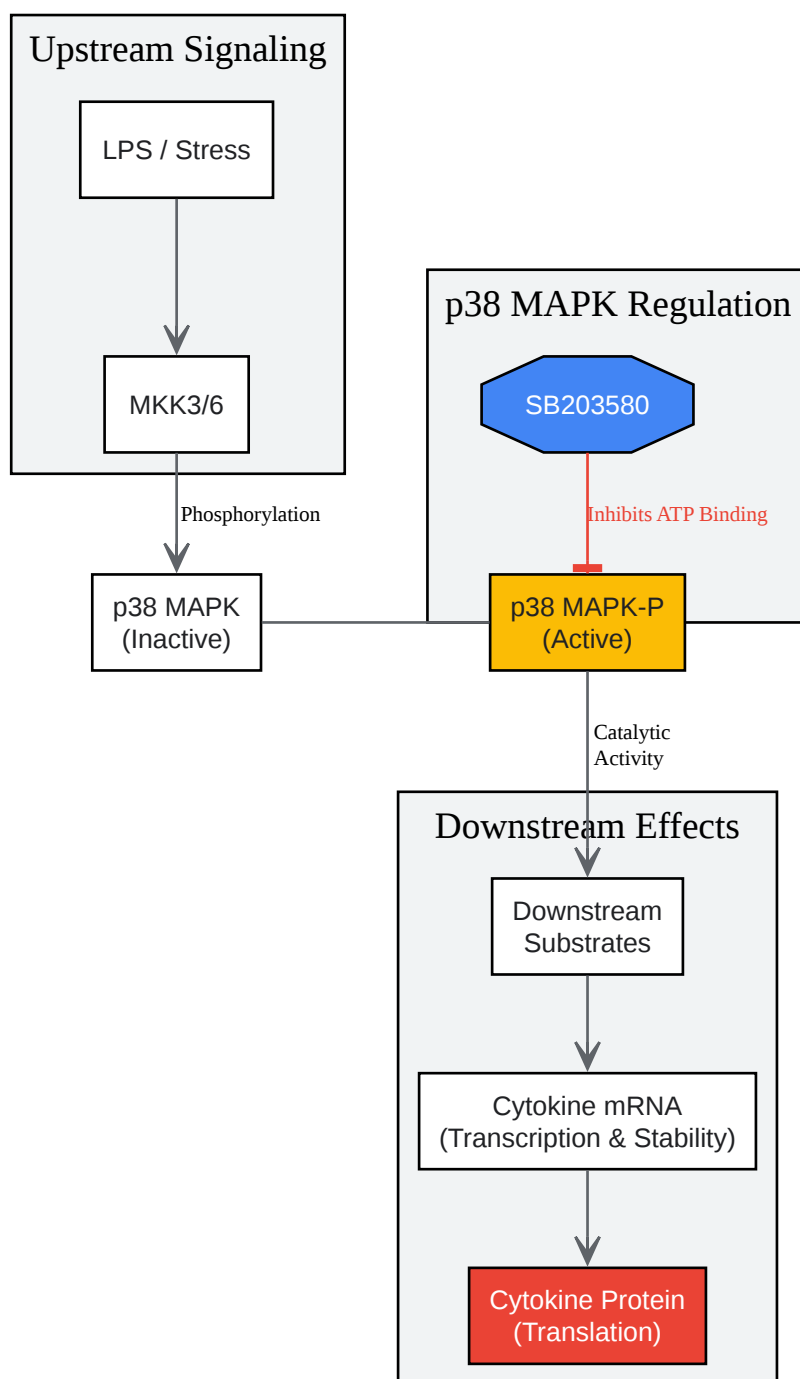 Upstream Signaling
LPS / Stress
MKK3/6
Phosphorylation
p38 MAPK
(Inactive)
p38 MAPK Regulation
SB203580
Inhibits ATP Binding
p38 MAPK-P
(Active)
Catalytic
Activity
Downstream Effects
Downstream
Substrates
Cytokine mRNA
(Transcription & Stability)
Cytokine Protein
(Translation)